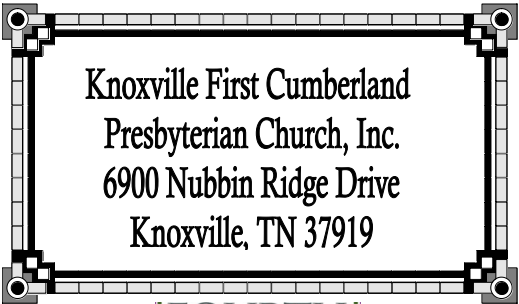 Knoxville First Cumberland
Presbyterian Church, Inc.
6900 Nubbin Ridge Drive
Knoxville, TN 37919